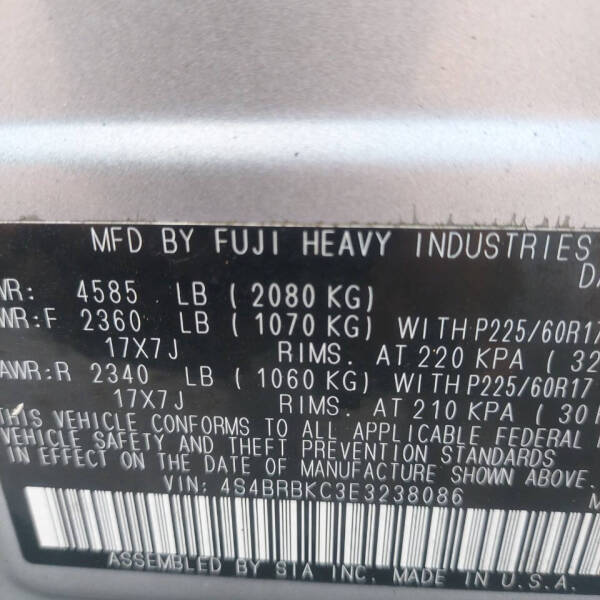 MFD BY FUJI HEAVY INDUSTRIES
WR: 4585 LB ( 2080 KG)
WR:F 2360 LB ( 1070 KG) WITH P225/60R17
17X7J RIMS. AT 220 KPA ( 32
AWR:R 2340 LB ( 1060 KG) WITH P225/60R17
17X7J RIMS. AT 210 KPA ( 30
THIS VEHICLE CONFORMS TO ALL APPLICABLE FEDERAL
VEHICLE SAFETY AND THEFT PREVENTION STANDARDS
IN EFFECT ON THE DATE OF MANUFACTURE SHOWN ABOVE.
VIN: 4S4BRBKC3E3238086
ASSEMBLED BY SIA INC. MADE IN U.S.A.